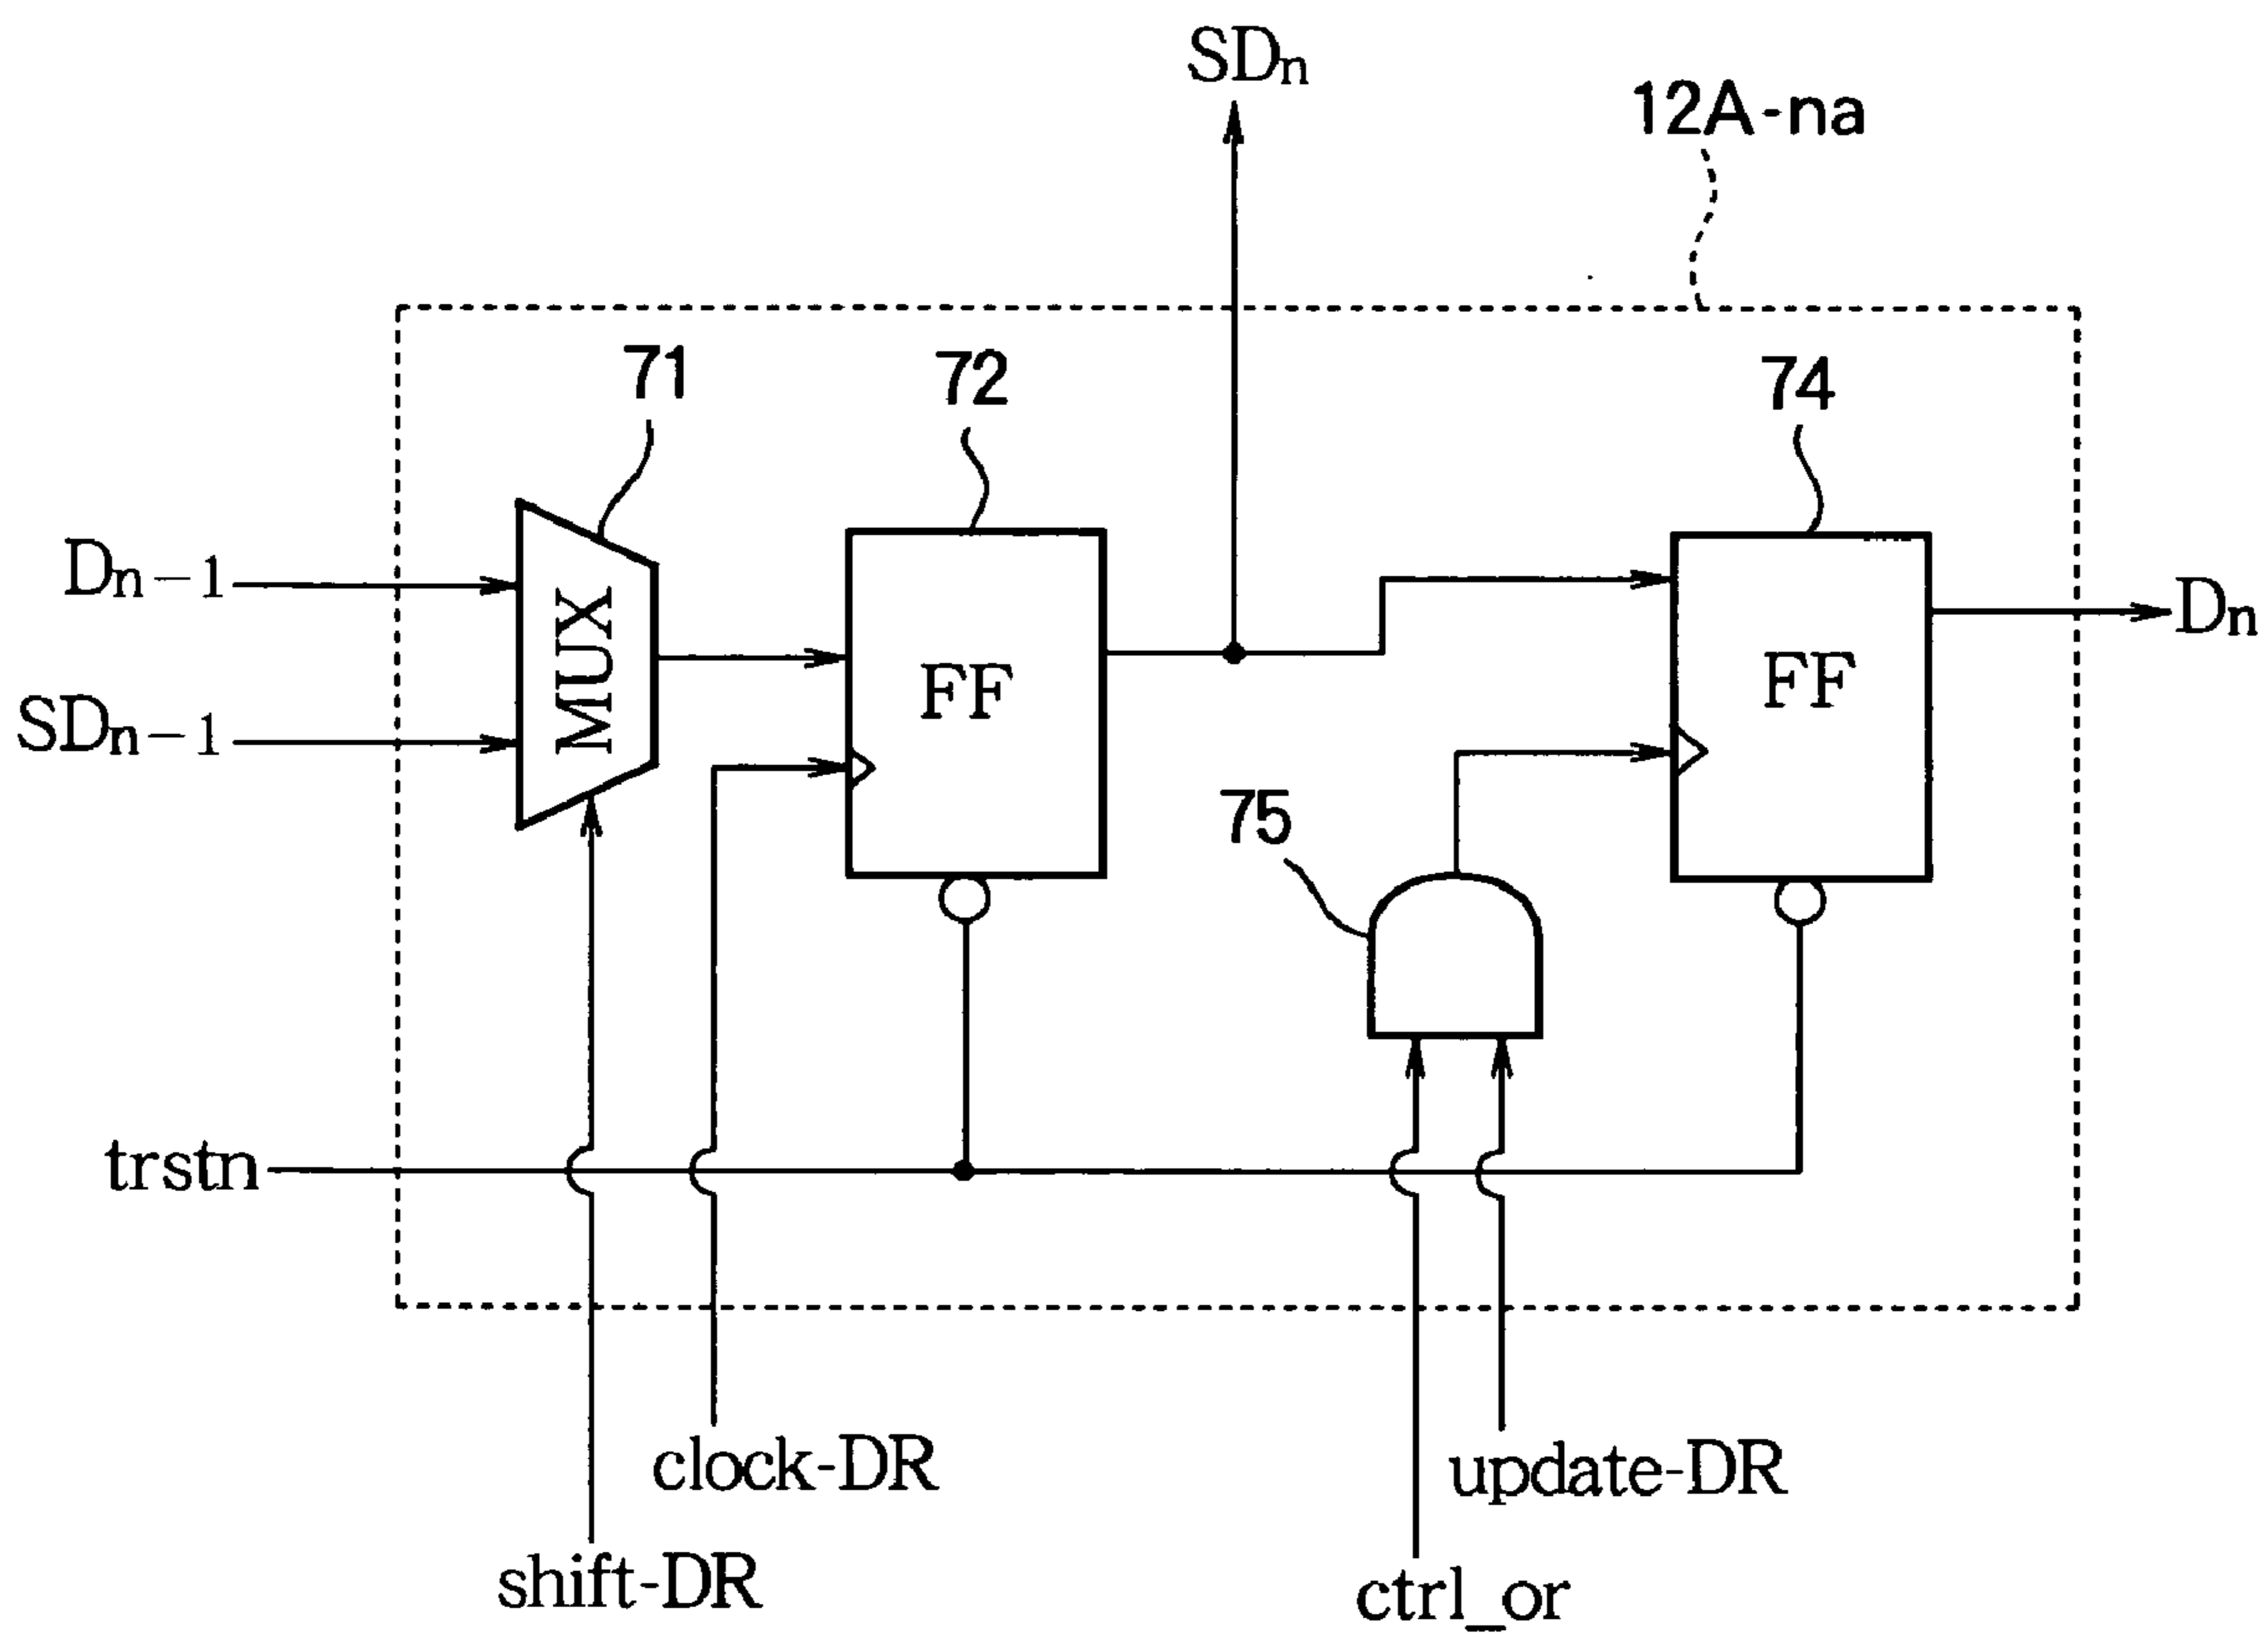 SDn
12A-na
71
72
74
Dn-1
MUX
FF
FF
Dn
SDn-1
75
trstn
clock-DR
update-DR
shift-DR
ctrl_or